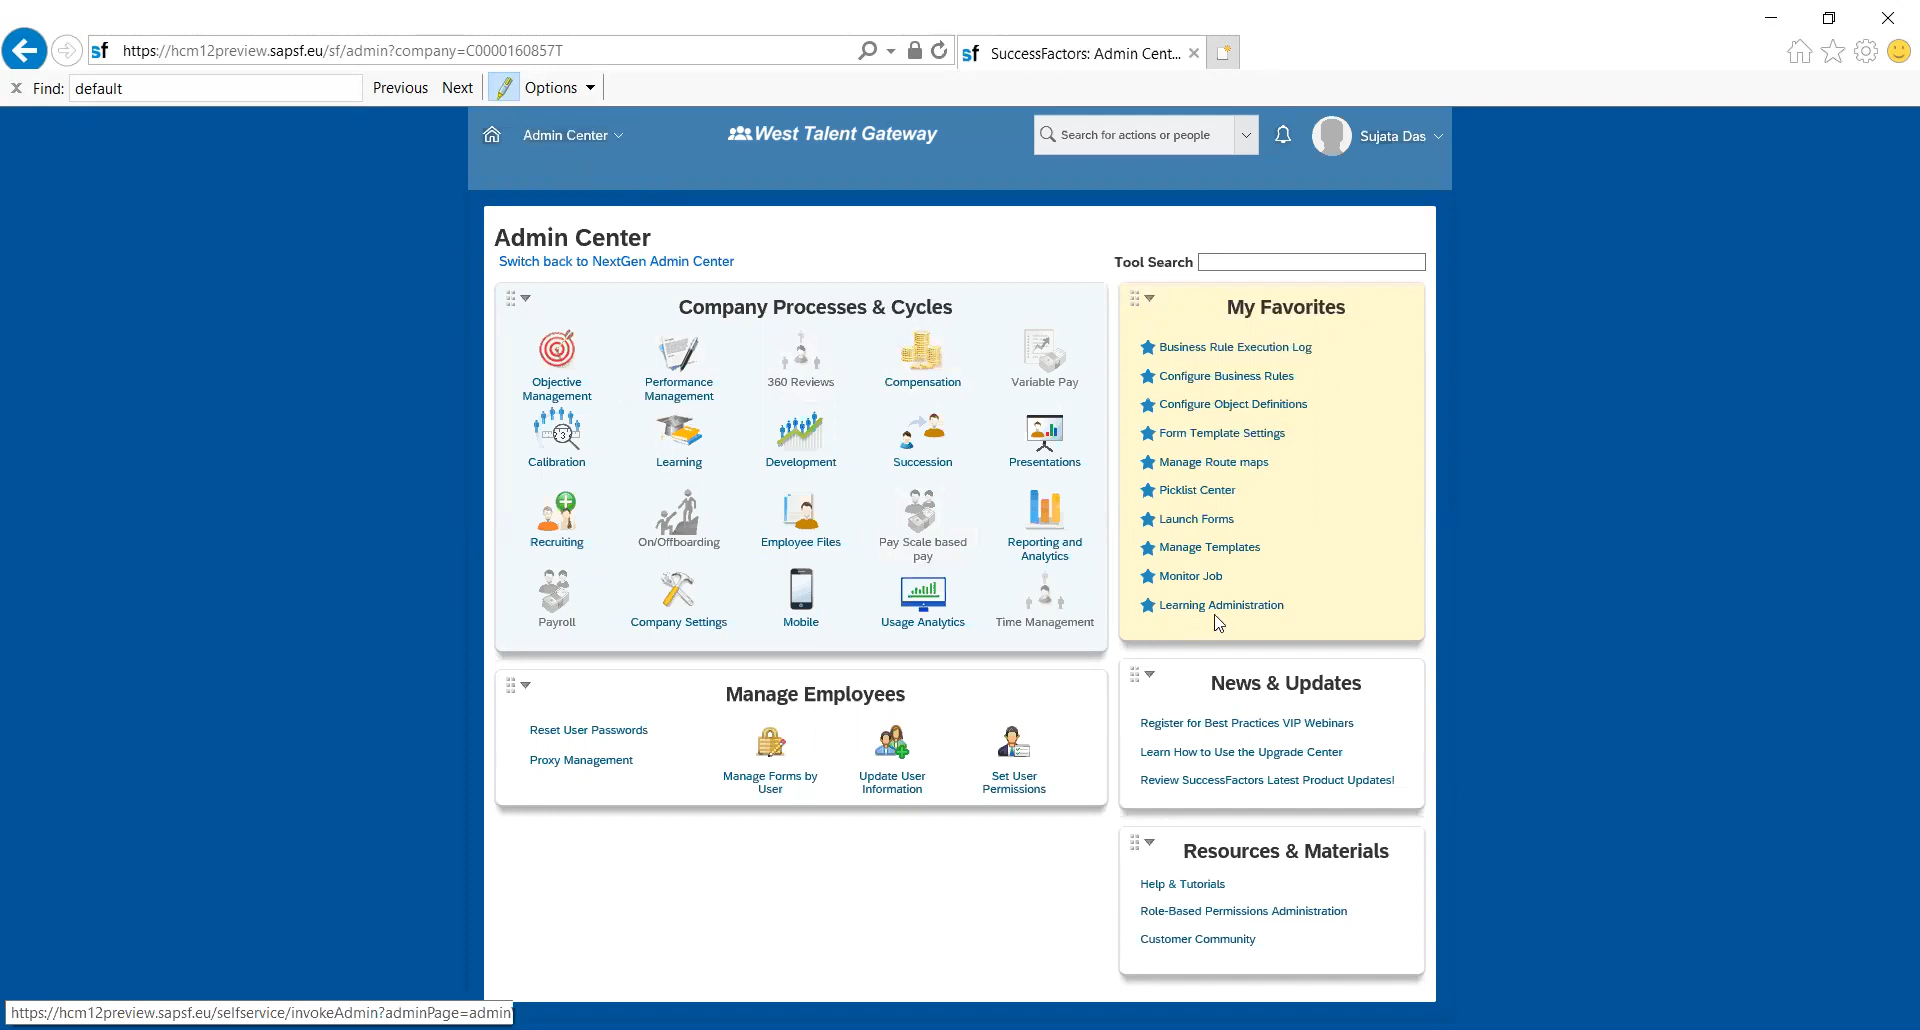 sf https://hcm12preview.sapsf.eu/sf/admin?company=C0000160857T
sf SuccessFactors: Admin Cent...
x Find: default Previous Next Options
Admin Center
West Talent Gateway
Search for actions or people
Sujata Das
Admin Center
Switch back to NextGen Admin Center
Tool Search
Company Processes & Cycles
Objective Management
Performance Management
360 Reviews
Compensation
Variable Pay
Calibration
3
Learning
Development
Succession
Presentations
Recruiting
On/Offboarding
Employee Files
Pay Scale based pay
Reporting and Analytics
Payroll
Company Settings
Mobile
Usage Analytics
Time Management
Manage Employees
Reset User Passwords
Proxy Management
Manage Forms by User
Update User Information
Set User Permissions
My Favorites
Business Rule Execution Log
Configure Business Rules
Configure Object Definitions
Form Template Settings
Manage Route maps
Picklist Center
Launch Forms
Manage Templates
Monitor Job
Learning Administration
News & Updates
Register for Best Practices VIP Webinars
Learn How to Use the Upgrade Center
Review SuccessFactors Latest Product Updates!
Resources & Materials
Help & Tutorials
Role-Based Permissions Administration
Customer Community
https://hcm12preview.sapsf.eu/selfservice/invokeAdmin?adminPage=admin